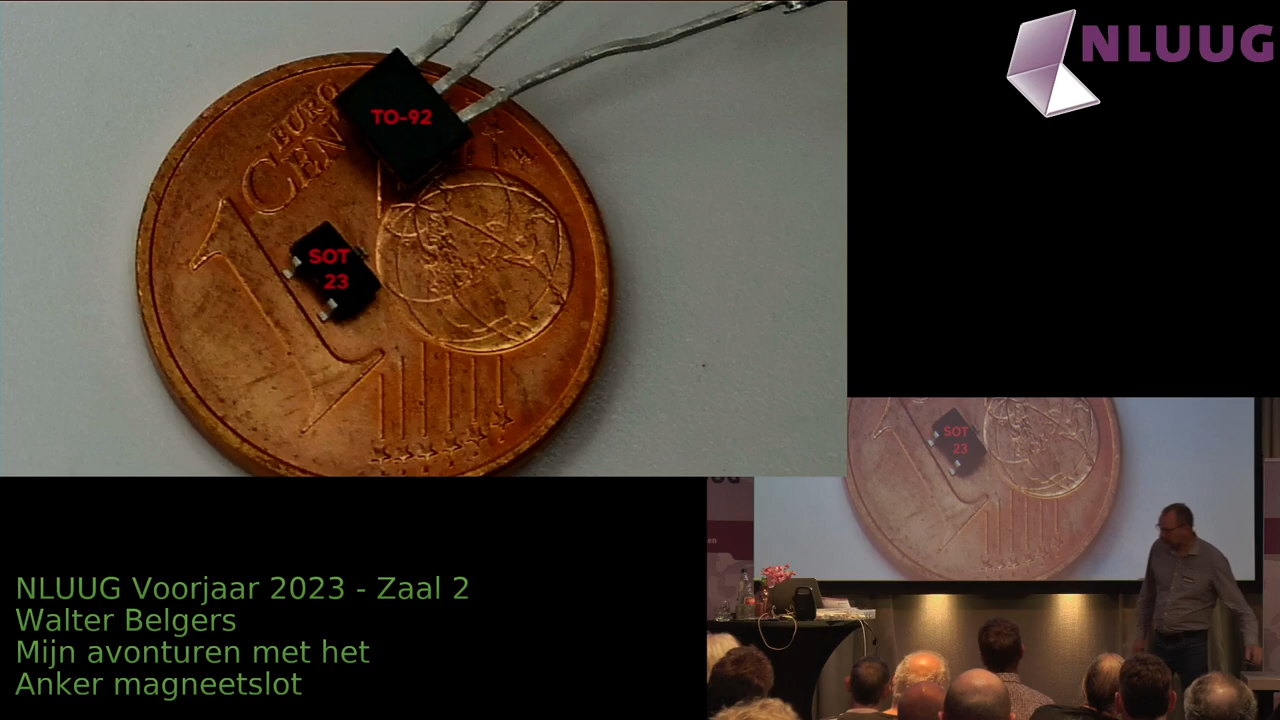 TO-92
EURO
CENT
1
SOT
23
NLUUG
SOT
23
en
NLUUG Voorjaar 2023 - Zaal 2
Walter Belgers
Mijn avonturen met het
Anker magneetslot